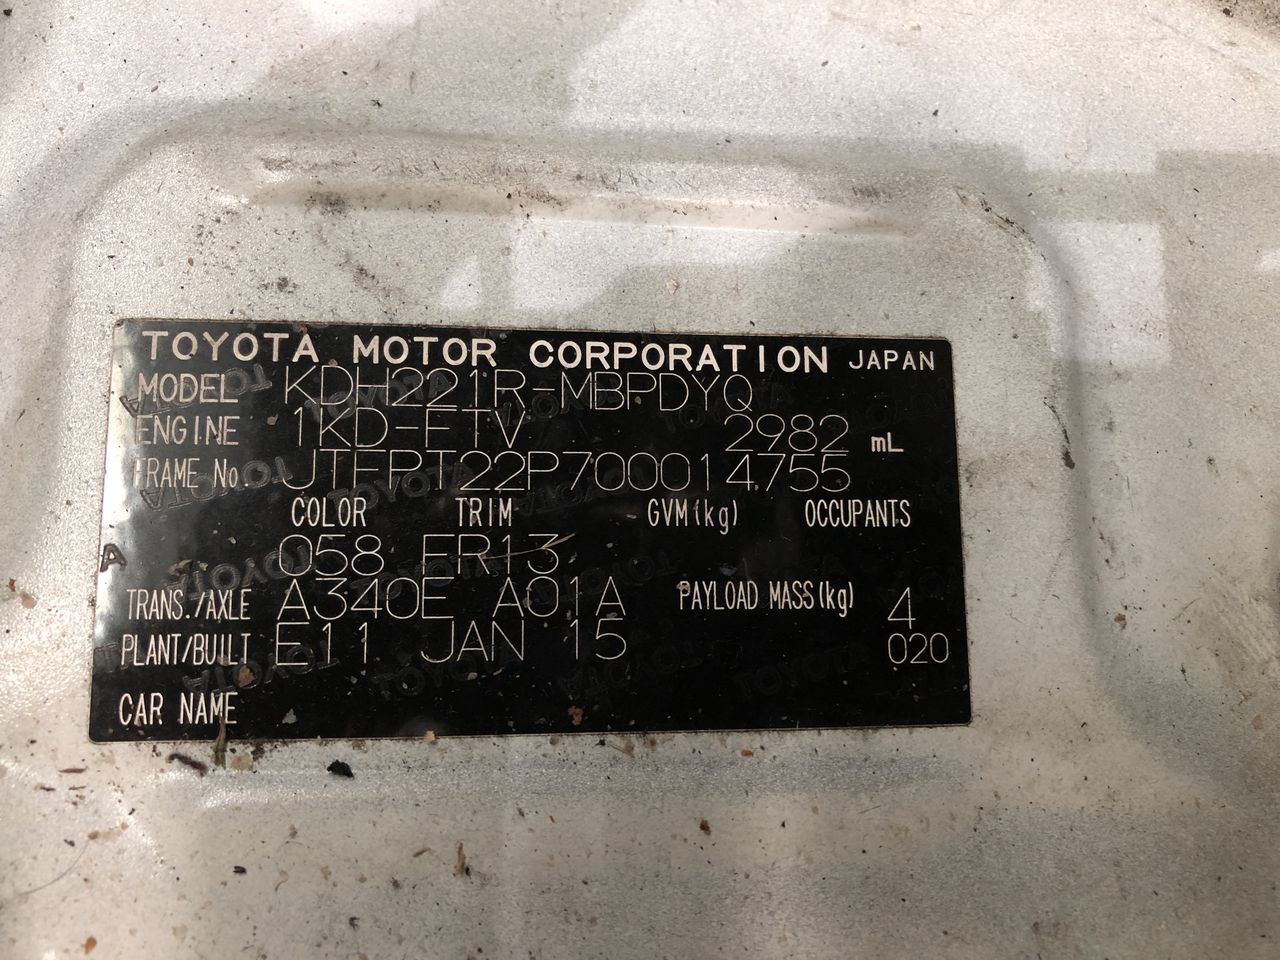 TOYOTA MOTOR CORPORATION JAPAN
MODEL KDH221R-MBPDYQ
ENGINE 1KD-FTV 2982 mL
FRAME No. JTFPT22P700014755
COLOR TRIM GVM(kg) OCCUPANTS
058 FR13
TRANS./AXLE A340E A01A PAYLOAD MASS(kg) 4
PLANT/BUILT E11 JAN 15 020
CAR NAME
A